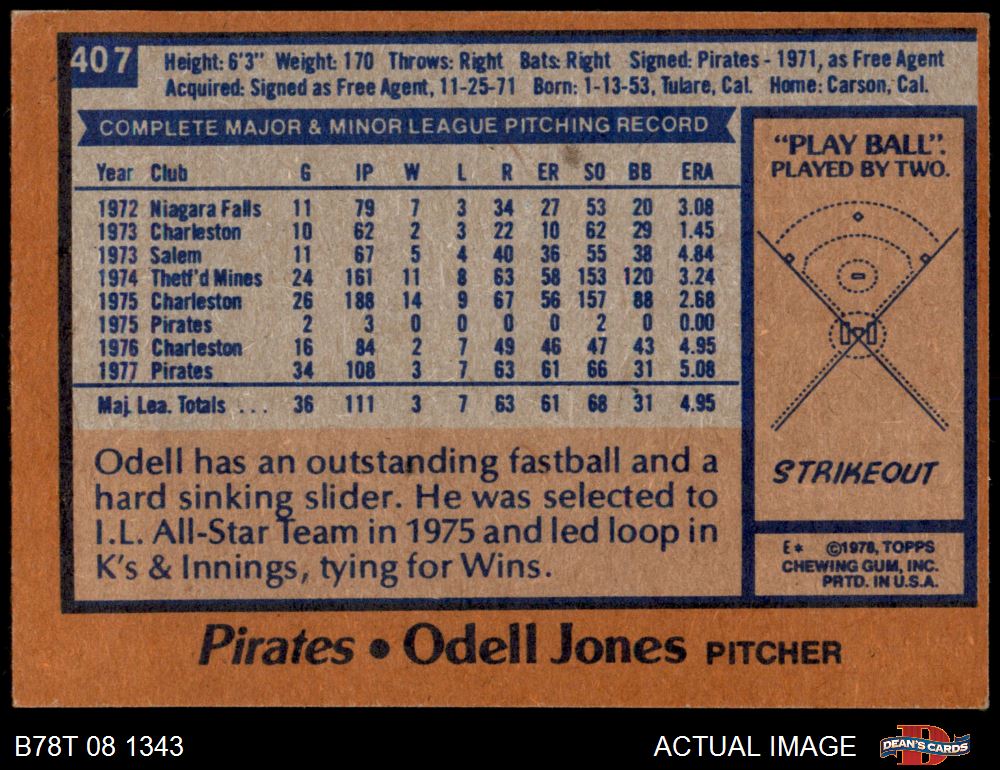 407
Height: 6'3" Weight: 170 Throws: Right Bats: Right Signed: Pirates - 1971, as Free Agent
Acquired: Signed as Free Agent, 11-25-71 Born: 1-13-53, Tulare, Cal. Home: Carson, Cal.
COMPLETE MAJOR & MINOR LEAGUE PITCHING RECORD
Year Club G IP W L R ER SO BB ERA
1972 Niagara Falls 11 79 7 3 34 27 53 20 3.08
1973 Charleston 10 62 2 3 22 10 62 29 1.45
1973 Salem 11 67 5 4 40 36 55 38 4.84
1974 Thetf'd Mines 24 161 11 8 63 58 153 120 3.24
1975 Charleston 26 188 14 9 67 56 157 88 2.68
1975 Pirates 2 3 0 0 0 0 2 0 0.00
1976 Charleston 16 84 2 7 49 46 47 43 4.95
1977 Pirates 34 108 3 7 63 61 66 31 5.08
Maj. Lea. Totals ... 36 111 3 7 63 61 68 31 4.95
Odell has an outstanding fastball and a
hard sinking slider. He was selected to
I.L. All-Star Team in 1975 and led loop in
K's & Innings, tying for Wins.
"PLAY BALL".
PLAYED BY TWO.
STRIKEOUT
E* ©1978, TOPPS
CHEWING GUM, INC.
PRTD. IN U.S.A.
Pirates • Odell Jones PITCHER
B78T 08 1343
ACTUAL IMAGE
D
DEAN'S CARDS